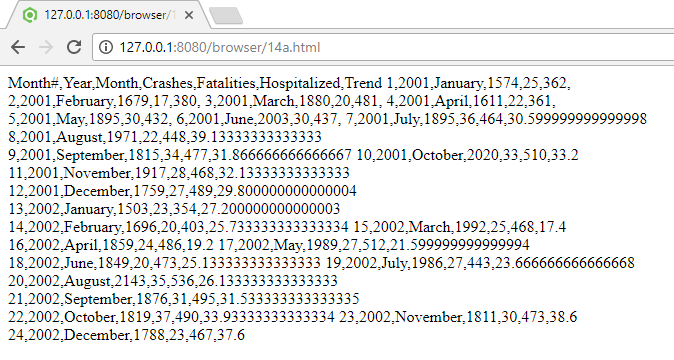 127.0.0.1:8080/browser/1
127.0.0.1:8080/browser/14a.html
Month#,Year,Month,Crashes,Fatalities,Hospitalized,Trend 1,2001,January,1574,25,362,
2,2001,February,1679,17,380, 3,2001,March,1880,20,481, 4,2001,April,1611,22,361,
5,2001,May,1895,30,432, 6,2001,June,2003,30,437, 7,2001,July,1895,36,464,30.599999999999998
8,2001,August,1971,22,448,39.13333333333333
9,2001,September,1815,34,477,31.866666666666667 10,2001,October,2020,33,510,33.2
11,2001,November,1917,28,468,32.13333333333333
12,2001,December,1759,27,489,29.800000000000004
13,2002,January,1503,23,354,27.200000000000003
14,2002,February,1696,20,403,25.733333333333334 15,2002,March,1992,25,468,17.4
16,2002,April,1859,24,486,19.2 17,2002,May,1989,27,512,21.599999999999994
18,2002,June,1849,20,473,25.133333333333333 19,2002,July,1986,27,443,23.666666666666668
20,2002,August,2143,35,536,26.133333333333333
21,2002,September,1876,31,495,31.533333333333335
22,2002,October,1819,37,490,33.93333333333334 23,2002,November,1811,30,473,38.6
24,2002,December,1788,23,467,37.6